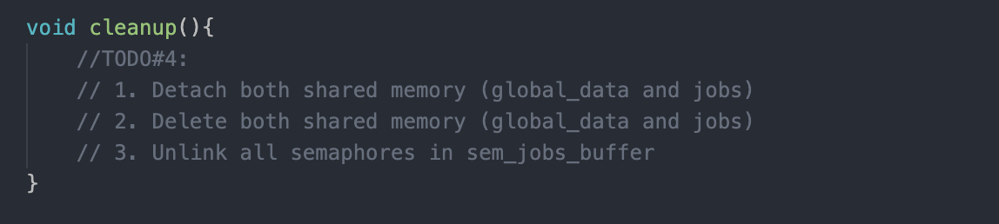 void cleanup(){
    //TODO#4:
    // 1. Detach both shared memory (global_data and jobs)
    // 2. Delete both shared memory (global_data and jobs)
    // 3. Unlink all semaphores in sem_jobs_buffer
}